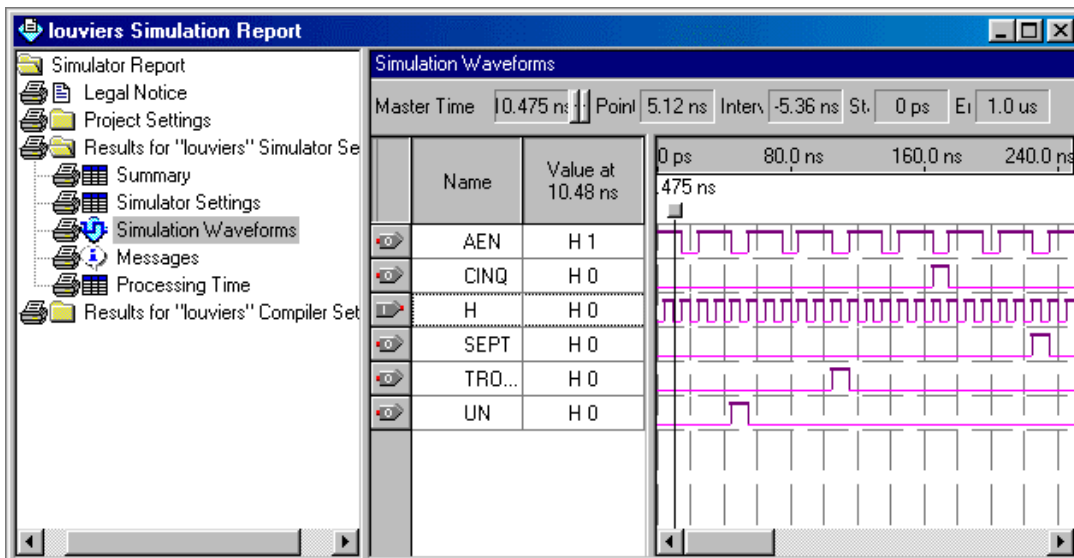 louviers Simulation Report
Simulator Report
Legal Notice
Project Settings
Results for "louviers" Simulator Se
Summary
Simulator Settings
Simulation Waveforms
Messages
Processing Time
Results for "louviers" Compiler Set
Simulation Waveforms
Master Time 10.475 ns Point 5.12 ns Interv -5.36 ns St. 0 ps E 1.0 us
Name Value at 10.48 ns 0 ps 80.0 ns 160.0 ns 240.0 ns
.475 ns
AEN H 1
CINQ H 0
H H 0
SEPT H 0
TRO... H 0
UN H 0